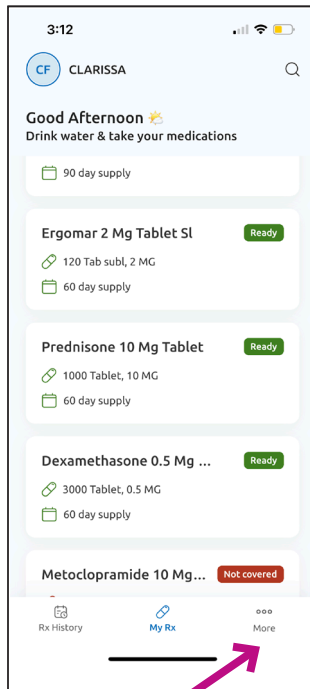 3:12
CF CLARISSA
Good Afternoon
Drink water & take your medications
90 day supply
Ergomar 2 Mg Tablet Sl Ready
120 Tab subl, 2 MG
60 day supply
Prednisone 10 Mg Tablet Ready
1000 Tablet, 10 MG
60 day supply
Dexamethasone 0.5 Mg ... Ready
3000 Tablet, 0.5 MG
60 day supply
Metoclopramide 10 Mg... Not covered
Rx History My Rx More